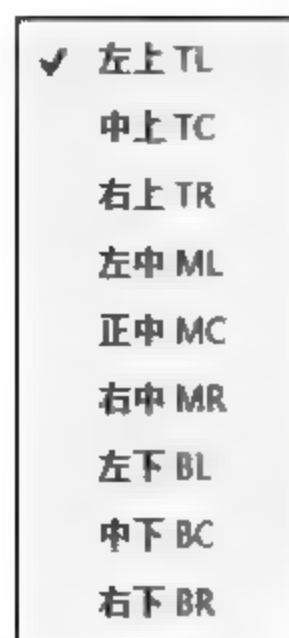 左上 TL
中上 TC
右上 TR
左中 ML
正中 MC
右中 MR
左下 BL
中下 BC
右下 BR